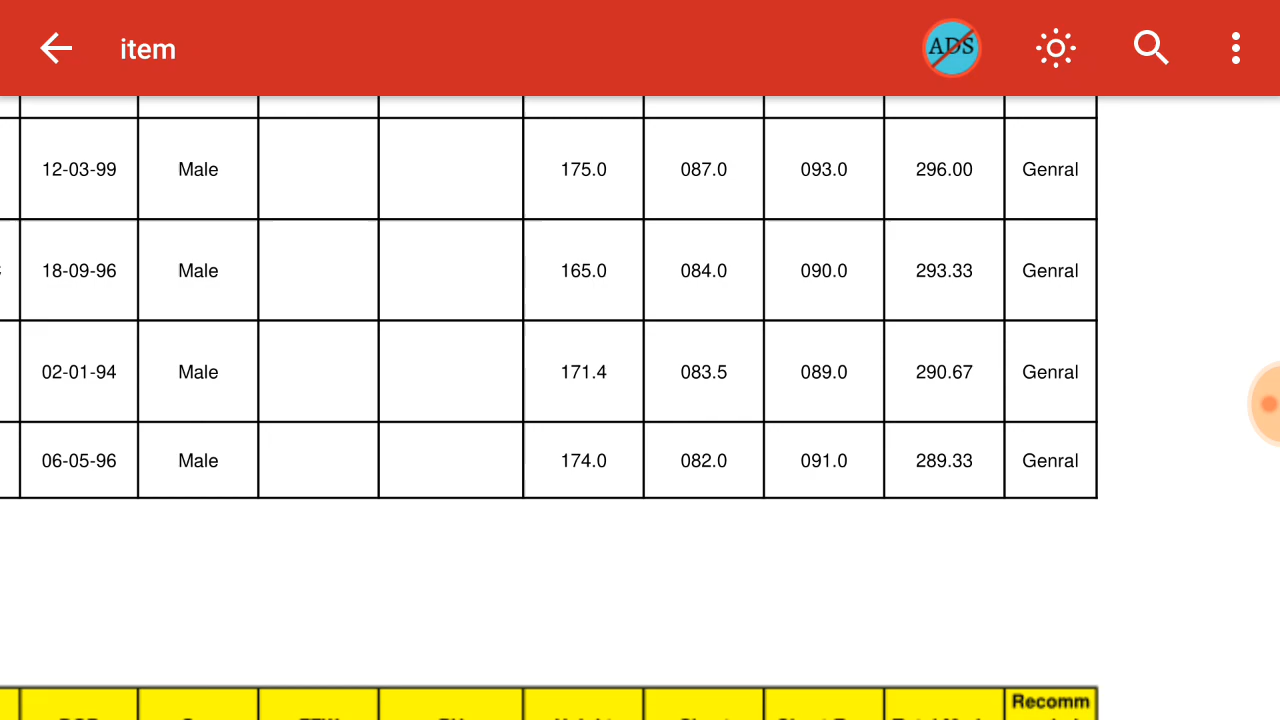 item
ADS
12-03-99 Male 175.0 087.0 093.0 296.00 Genral
18-09-96 Male 165.0 084.0 090.0 293.33 Genral
02-01-94 Male 171.4 083.5 089.0 290.67 Genral
06-05-96 Male 174.0 082.0 091.0 289.33 Genral
Recomm